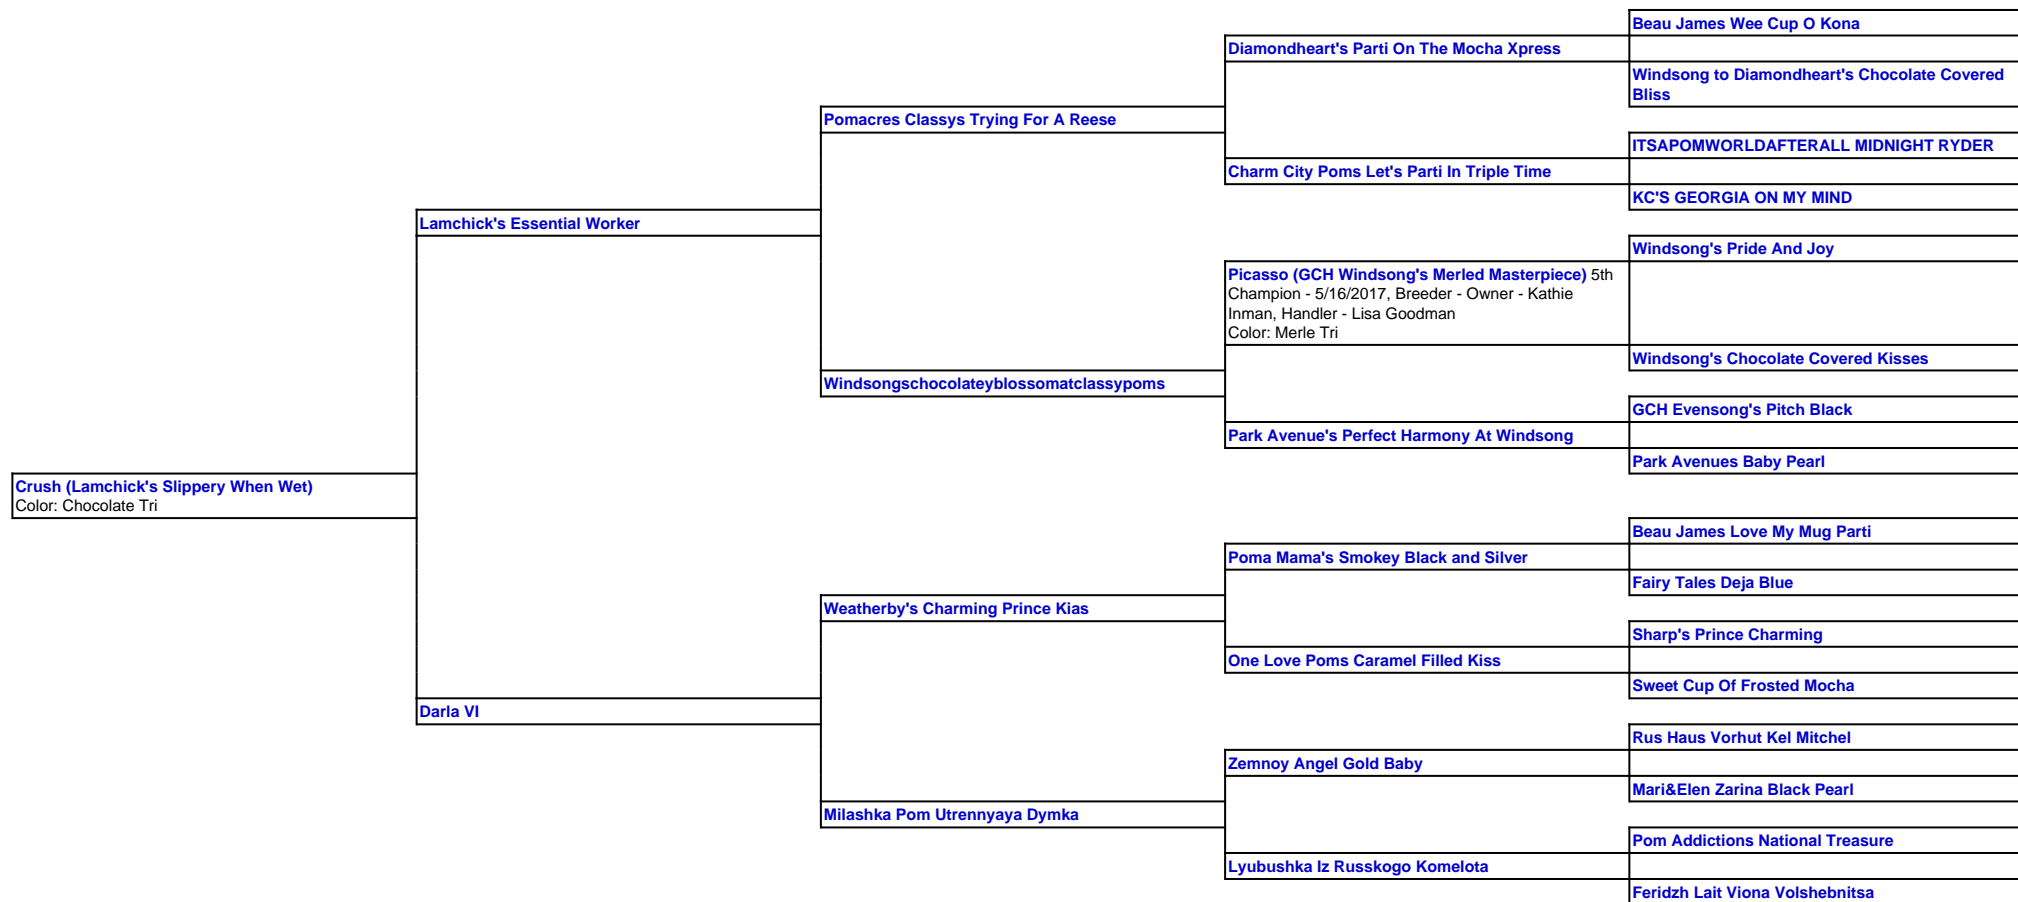 Beau James Wee Cup O Kona
Diamondheart's Parti On The Mocha Xpress
Windsong to Diamondheart's Chocolate Covered
Bliss
Pomacres Classys Trying For A Reese
ITSAPOMWORLDAFTERALL MIDNIGHT RYDER
Charm City Poms Let's Parti In Triple Time
KC'S GEORGIA ON MY MIND
Lamchick's Essential Worker
Windsong's Pride And Joy
Picasso (GCH Windsong's Merled Masterpiece) 5th
Champion - 5/16/2017, Breeder - Owner - Kathie
Inman, Handler - Lisa Goodman
Color: Merle Tri
Windsong's Chocolate Covered Kisses
Windsongschocolateyblossomatclassypoms
GCH Evensong's Pitch Black
Park Avenue's Perfect Harmony At Windsong
Park Avenues Baby Pearl
Crush (Lamchick's Slippery When Wet)
Color: Chocolate Tri
Beau James Love My Mug Parti
Poma Mama's Smokey Black and Silver
Fairy Tales Deja Blue
Weatherby's Charming Prince Kias
Sharp's Prince Charming
One Love Poms Caramel Filled Kiss
Sweet Cup Of Frosted Mocha
Darla VI
Rus Haus Vorhut Kel Mitchel
Zemnoy Angel Gold Baby
Mari&Elen Zarina Black Pearl
Milashka Pom Utrennyaya Dymka
Pom Addictions National Treasure
Lyubushka Iz Russkogo Komelota
Feridzh Lait Viona Volshebnitsa